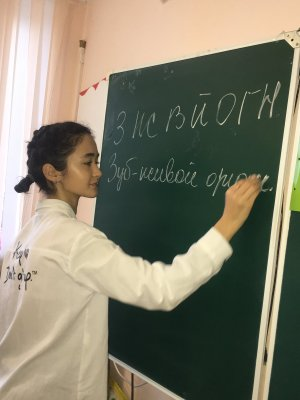 З Н С В Й О Г Н
Зуб - живой орган.